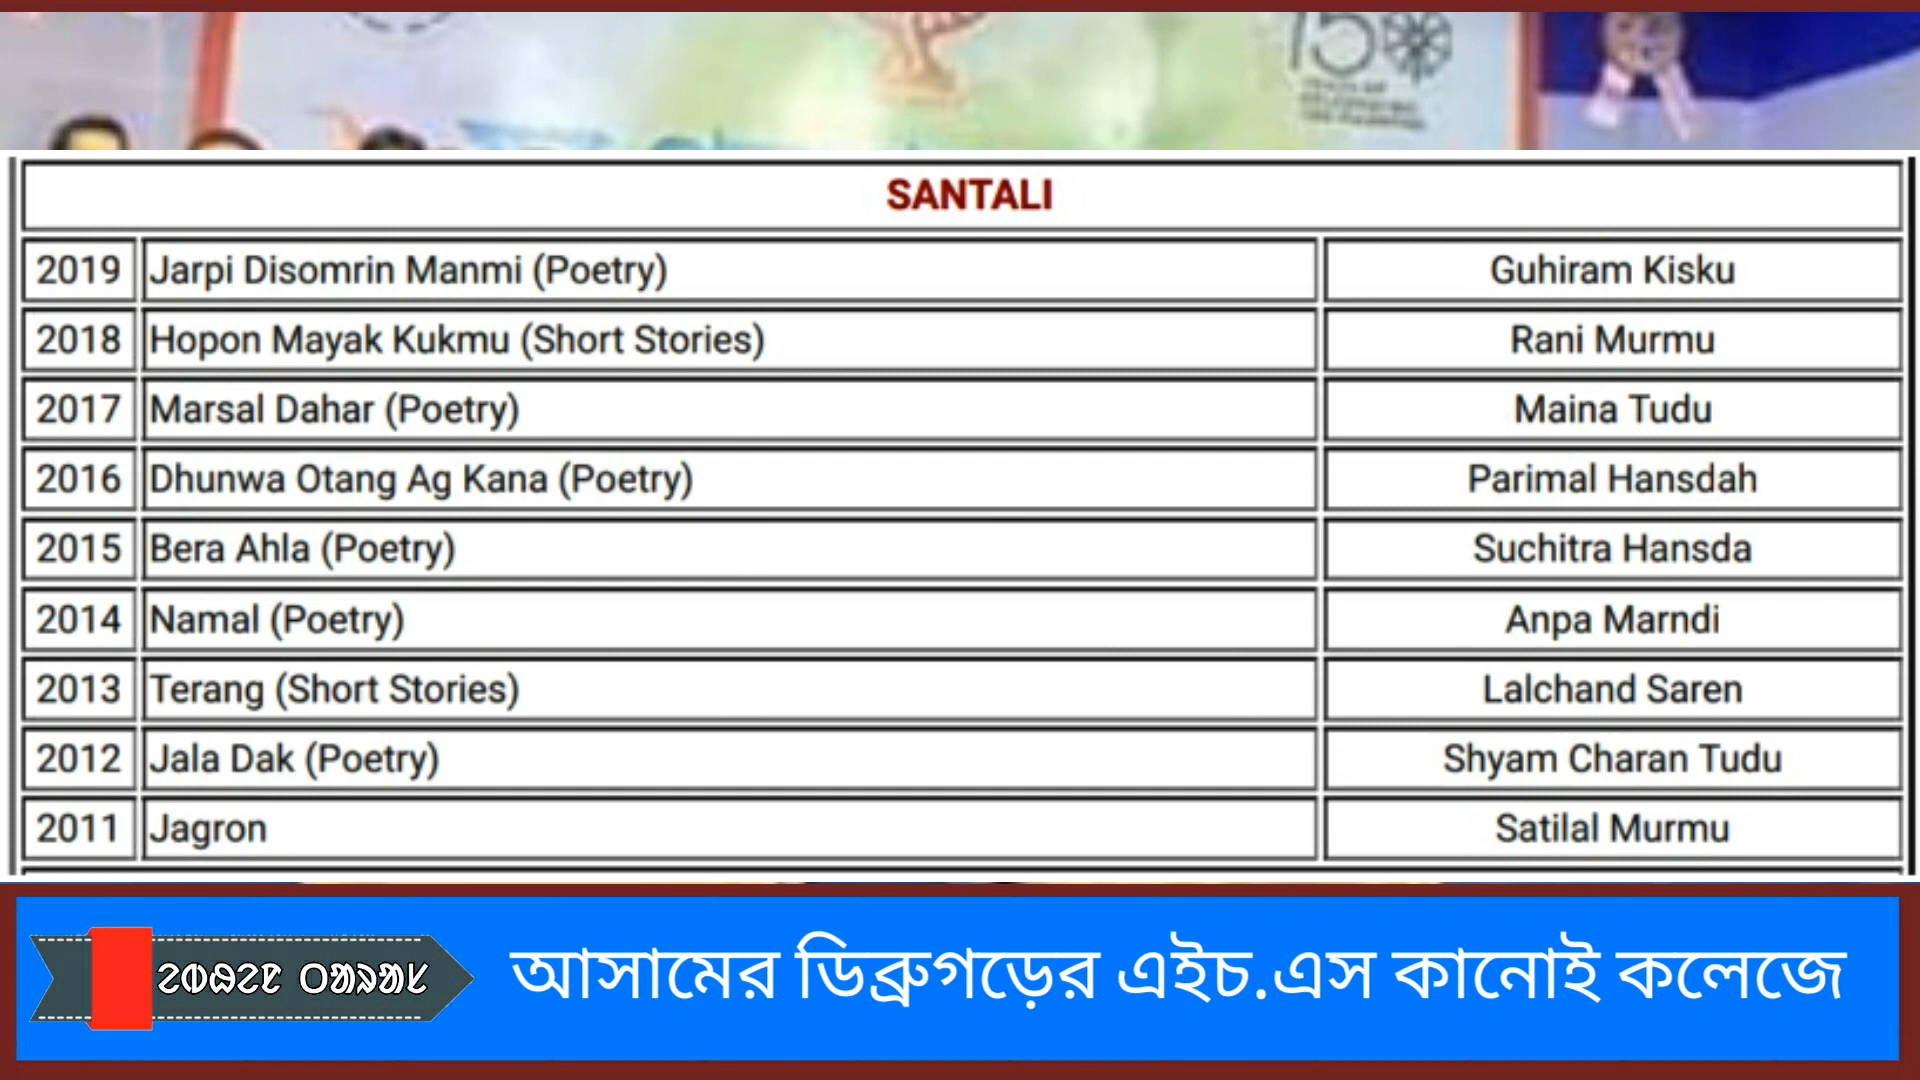 75
SANTALI
2019 Jarpi Disomrin Manmi (Poetry) Guhiram Kisku
2018 Hopon Mayak Kukmu (Short Stories) Rani Murmu
2017 Marsal Dahar (Poetry) Maina Tudu
2016 Dhunwa Otang Ag Kana (Poetry) Parimal Hansdah
2015 Bera Ahla (Poetry) Suchitra Hansda
2014 Namal (Poetry) Anpa Marndi
2013 Terang (Short Stories) Lalchand Saren
2012 Jala Dak (Poetry) Shyam Charan Tudu
2011 Jagron Satilal Murmu
আসামের ডিব্রুগড়ের এইচ.এস কানোই কলেজে